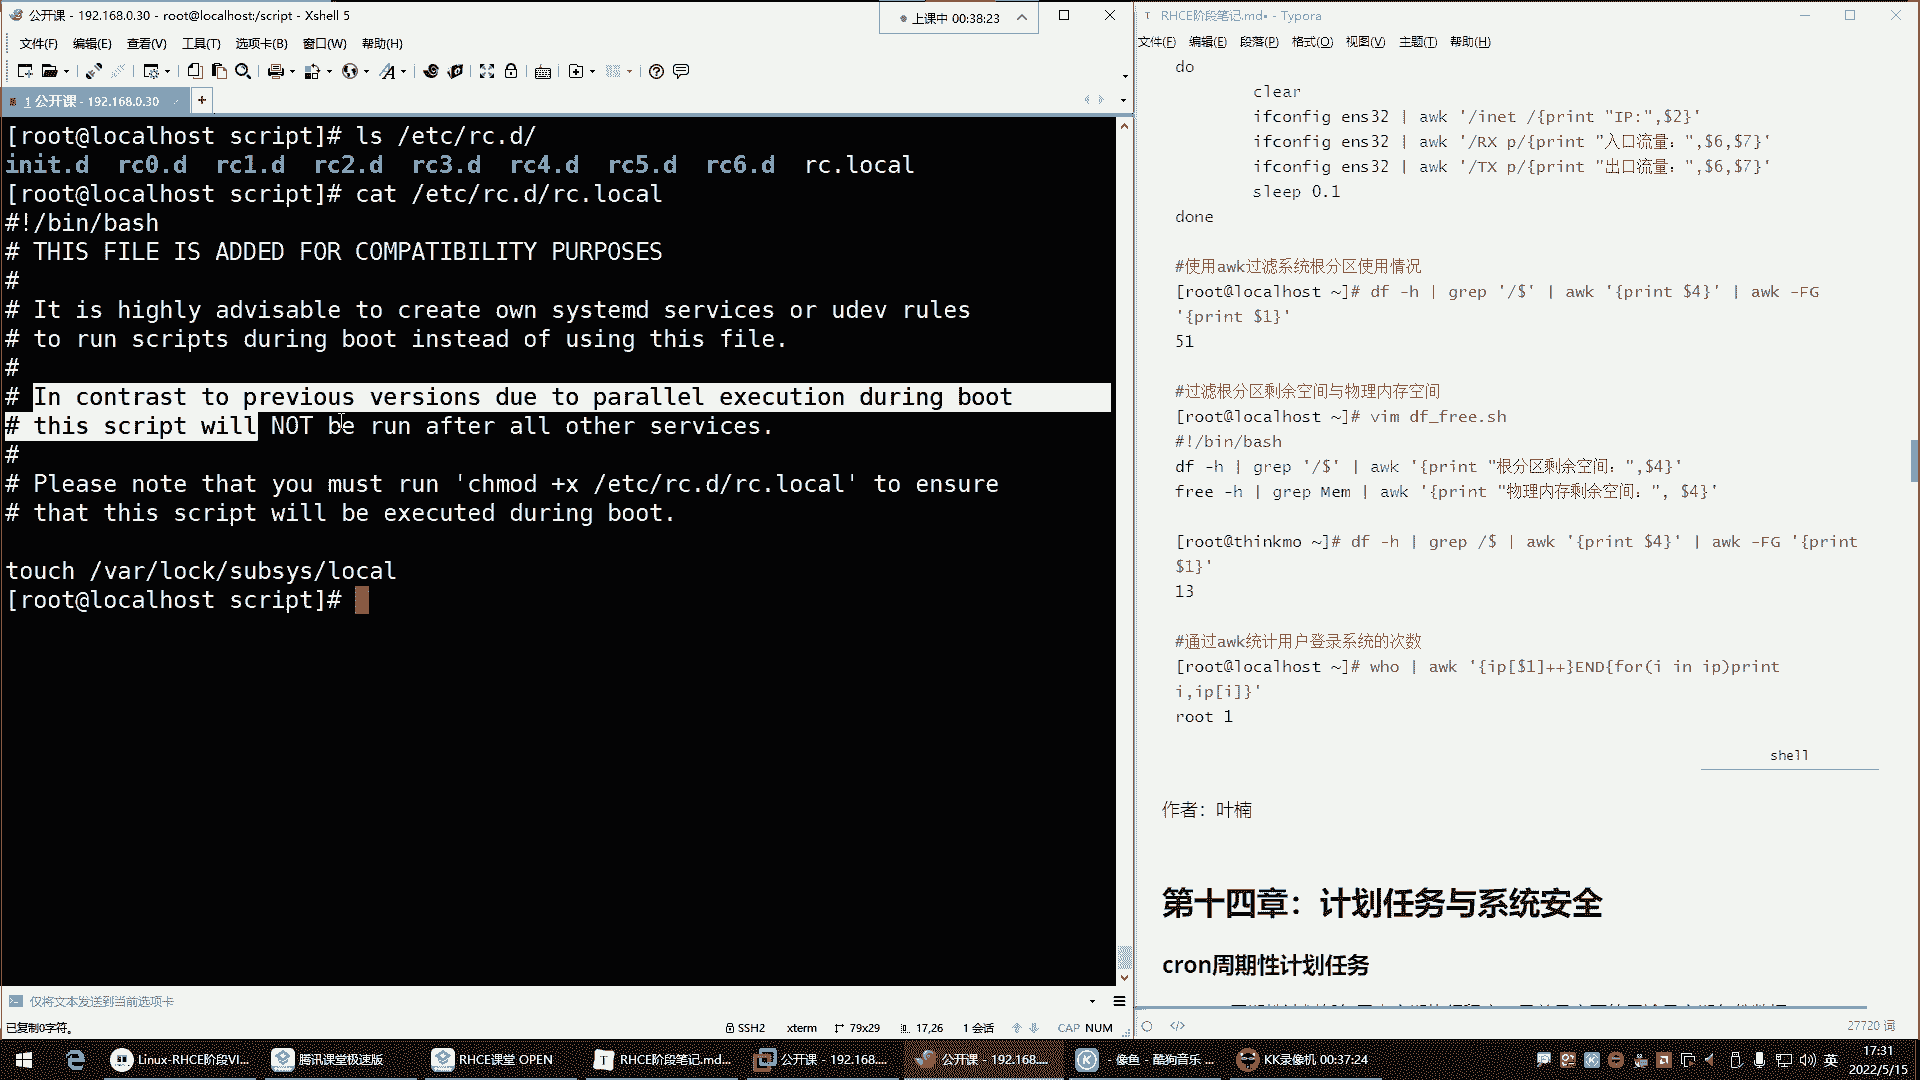 公开课 - 192.168.0.30 - root@localhost:/script - Xshell 5
上课中 00:38:23
文件(F) 编辑(E) 查看(V) 工具(T) 选项卡(B) 窗口(W) 帮助(H)
1 公开课 - 192.168.0.30
[root@localhost script]# ls /etc/rc.d/
init.d rc0.d rc1.d rc2.d rc3.d rc4.d rc5.d rc6.d rc.local
[root@localhost script]# cat /etc/rc.d/rc.local
#!/bin/bash
# THIS FILE IS ADDED FOR COMPATIBILITY PURPOSES
#
# It is highly advisable to create own systemd services or udev rules
# to run scripts during boot instead of using this file.
#
# In contrast to previous versions due to parallel execution during boot
# this script will NOT be run after all other services.
#
# Please note that you must run 'chmod +x /etc/rc.d/rc.local' to ensure
# that this script will be executed during boot.
touch /var/lock/subsys/local
[root@localhost script]#
仅将文本发送到当前选项卡
已复制0字符。 SSH2 xterm 79x29 17,26 1 会话 CAP NUM
RHCE阶段笔记.md• - Typora
文件(F) 编辑(E) 段落(P) 格式(O) 视图(V) 主题(T) 帮助(H)
do
clear
ifconfig ens32 | awk '/inet /{print "IP:",$2}'
ifconfig ens32 | awk '/RX p/{print "入口流量：",$6,$7}'
ifconfig ens32 | awk '/TX p/{print "出口流量：",$6,$7}'
sleep 0.1
done
#使用awk过滤系统根分区使用情况
[root@localhost ~]# df -h | grep '/$' | awk '{print $4}' | awk -FG
'{print $1}'
51
#过滤根分区剩余空间与物理内存空间
[root@localhost ~]# vim df_free.sh
#!/bin/bash
df -h | grep '/$' | awk '{print "根分区剩余空间：",$4}'
free -h | grep Mem | awk '{print "物理内存剩余空间：", $4}'
[root@thinkmo ~]# df -h | grep /$ | awk '{print $4}' | awk -FG '{print
$1}'
13
#通过awk统计用户登录系统的次数
[root@localhost ~]# who | awk '{ip[$1]++}END{for(i in ip)print
i,ip[i]}'
root 1
shell
作者：叶楠
第十四章：计划任务与系统安全
cron周期性计划任务
27720 词
Linux-RHCE阶段VI... 腾讯课堂极速版 RHCE课堂 OPEN RHCE阶段笔记.md... 公开课 - 192.168.... 公开课 - 192.168.... - 像鱼 - 酷狗音乐 ... KK录像机 00:37:24 英 17:31
2022/5/15